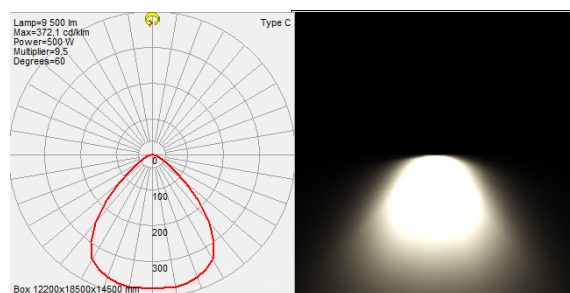 Lamp=9 500 lm
Type C
Max=372,1 cd/klm
Power=500 W
Multiplier=9,5
Degrees=60
0
100
200
300
Box 12200x18500x14500 mm